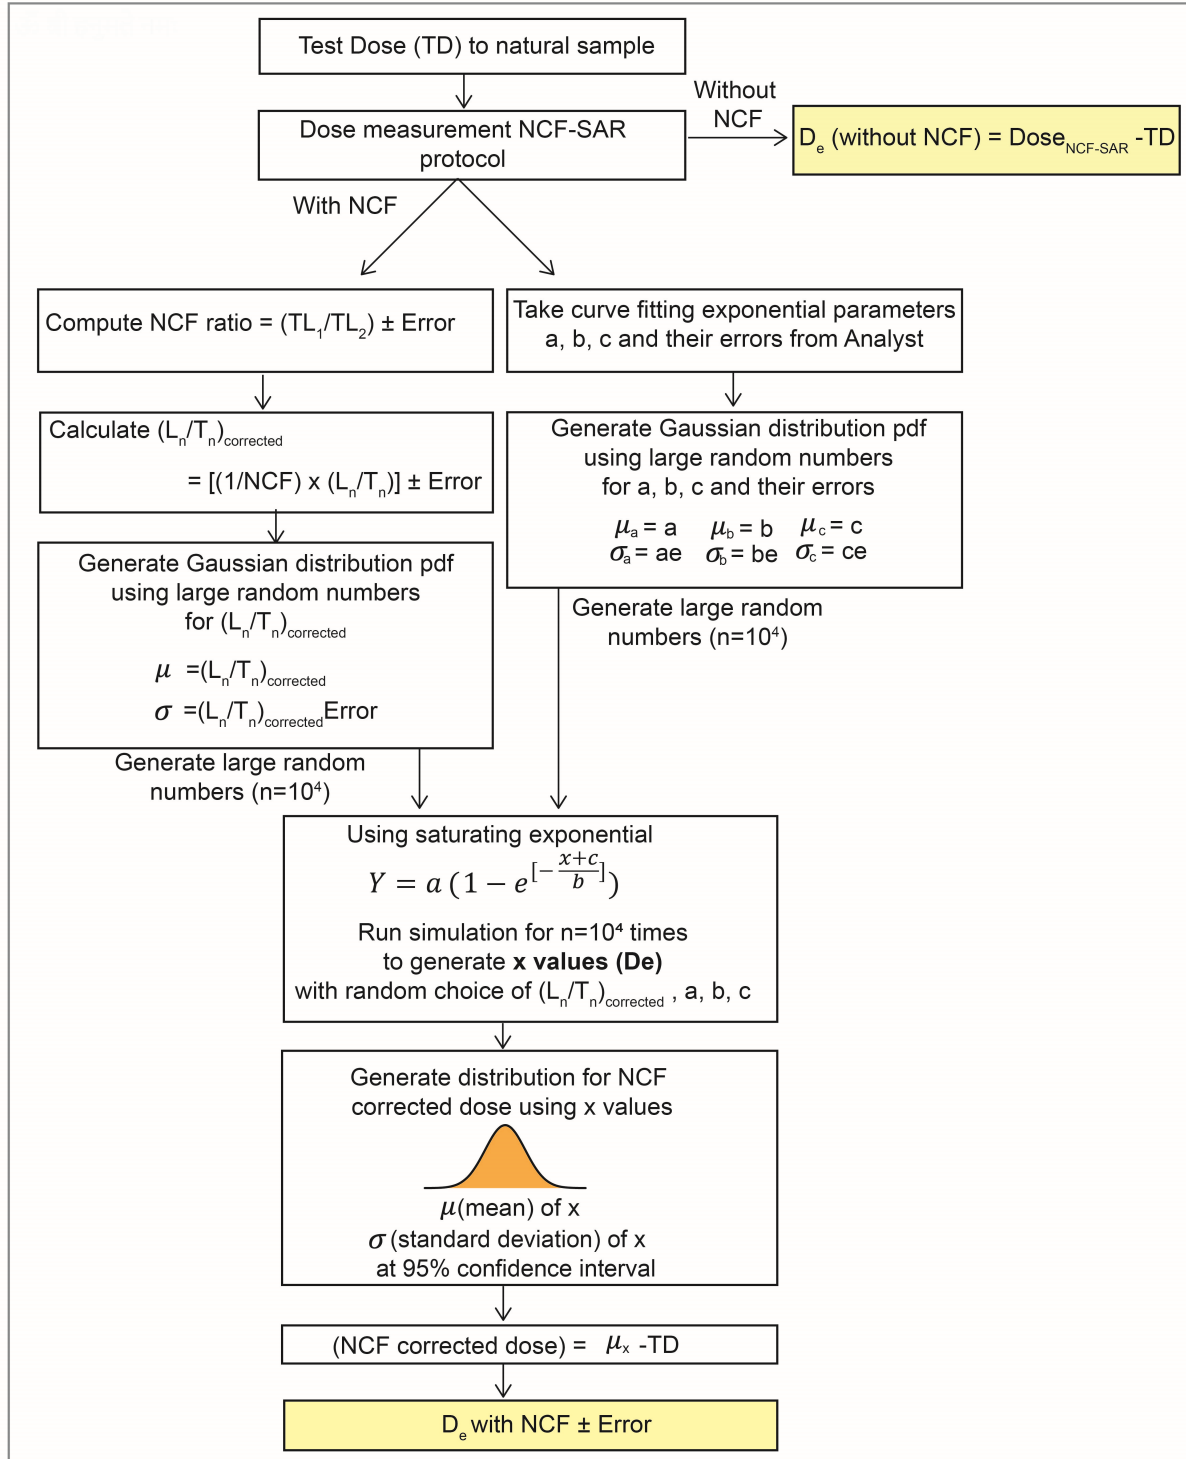 Test Dose (TD) to natural sample
Dose measurement NCF-SAR
protocol
Without
NCF
Dₑ (without NCF) = Dose_NCF-SAR -TD
With NCF
Compute NCF ratio = (TL₁/TL₂) ± Error
Calculate (Lₙ/Tₙ)corrected
= [(1/NCF) x (Lₙ/Tₙ)] ± Error
Generate Gaussian distribution pdf
using large random numbers
for (Lₙ/Tₙ)corrected
μ =(Lₙ/Tₙ)corrected
σ =(Lₙ/Tₙ)correctedError
Generate large random
numbers (n=10⁴)
Take curve fitting exponential parameters
a, b, c and their errors from Analyst
Generate Gaussian distribution pdf
using large random numbers
for a, b, c and their errors
μa = a μb = b μc = c
σa = ae σb = be σc = ce
Generate large random
numbers (n=10⁴)
Using saturating exponential
Y = a (1 − e^[−(x+c)/b])
Run simulation for n=10⁴ times
to generate x values (De)
with random choice of (Lₙ/Tₙ)corrected , a, b, c
Generate distribution for NCF
corrected dose using x values
μ(mean) of x
σ(standard deviation) of x
at 95% confidence interval
(NCF corrected dose) = μx -TD
Dₑ with NCF ± Error